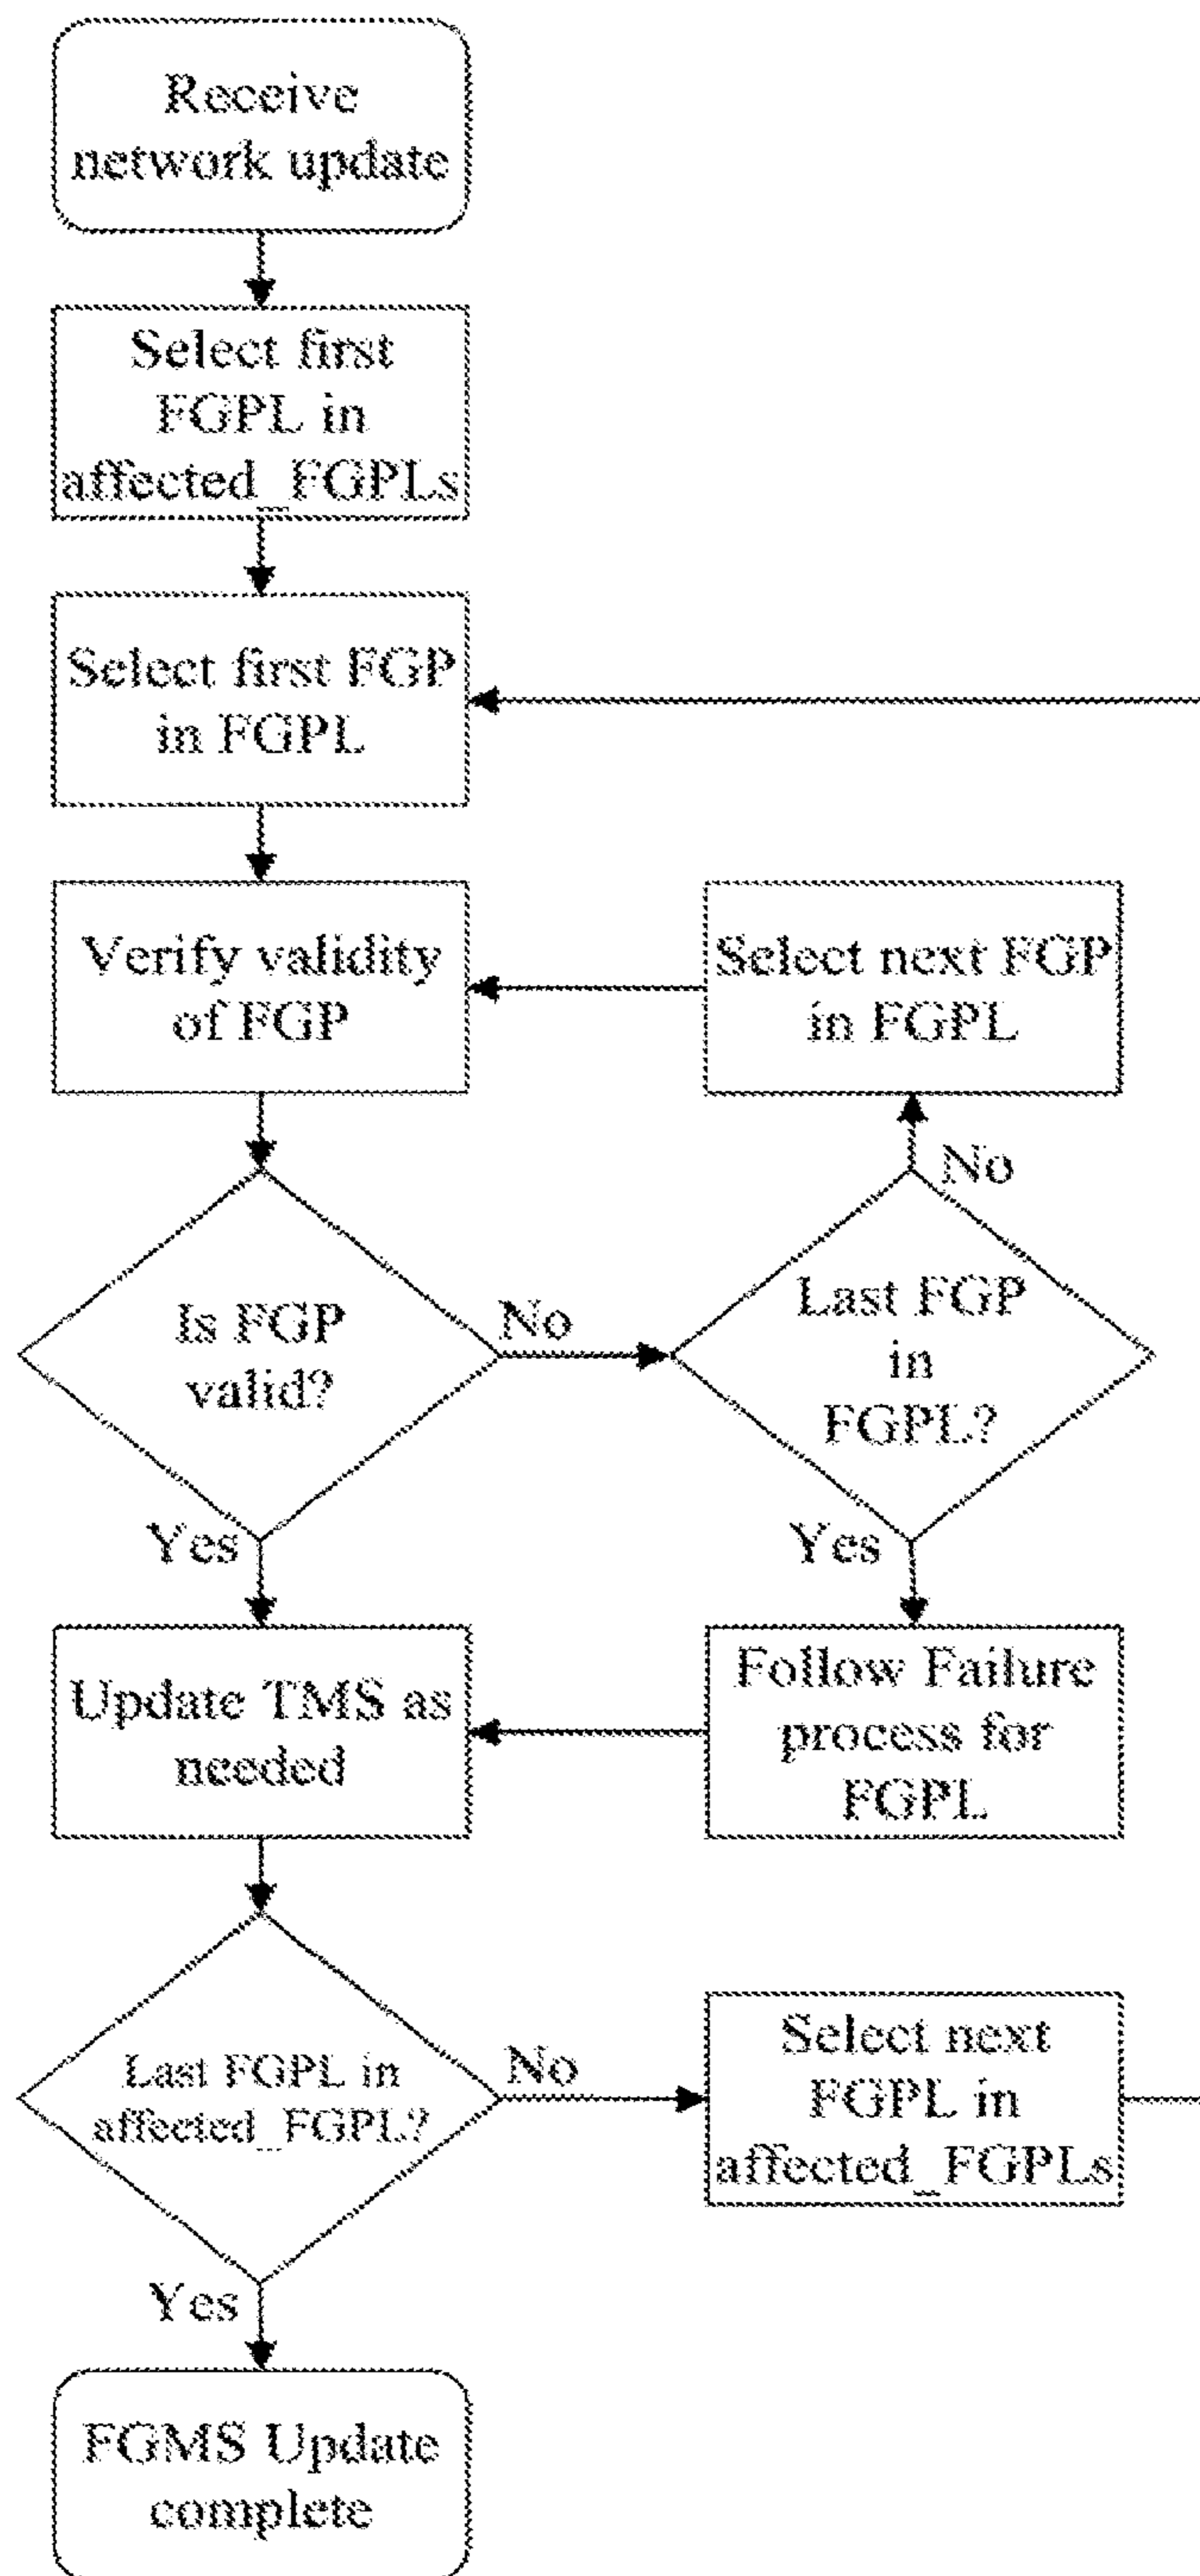 Receive
network update
Select first
FGPL in
affected_FGPLs
Select first FGP
in FGPL
Verify validity
of FGP
Select next FGP
in FGPL
No
Is FGP
valid?
No
Last FGP
in
FGPL?
Yes
Yes
Update TMS as
needed
Follow Failure
process for
FGPL
Last FGPL in
affected_FGPL?
No
Select next
FGPL in
affected_FGPLs
Yes
FGMS Update
complete